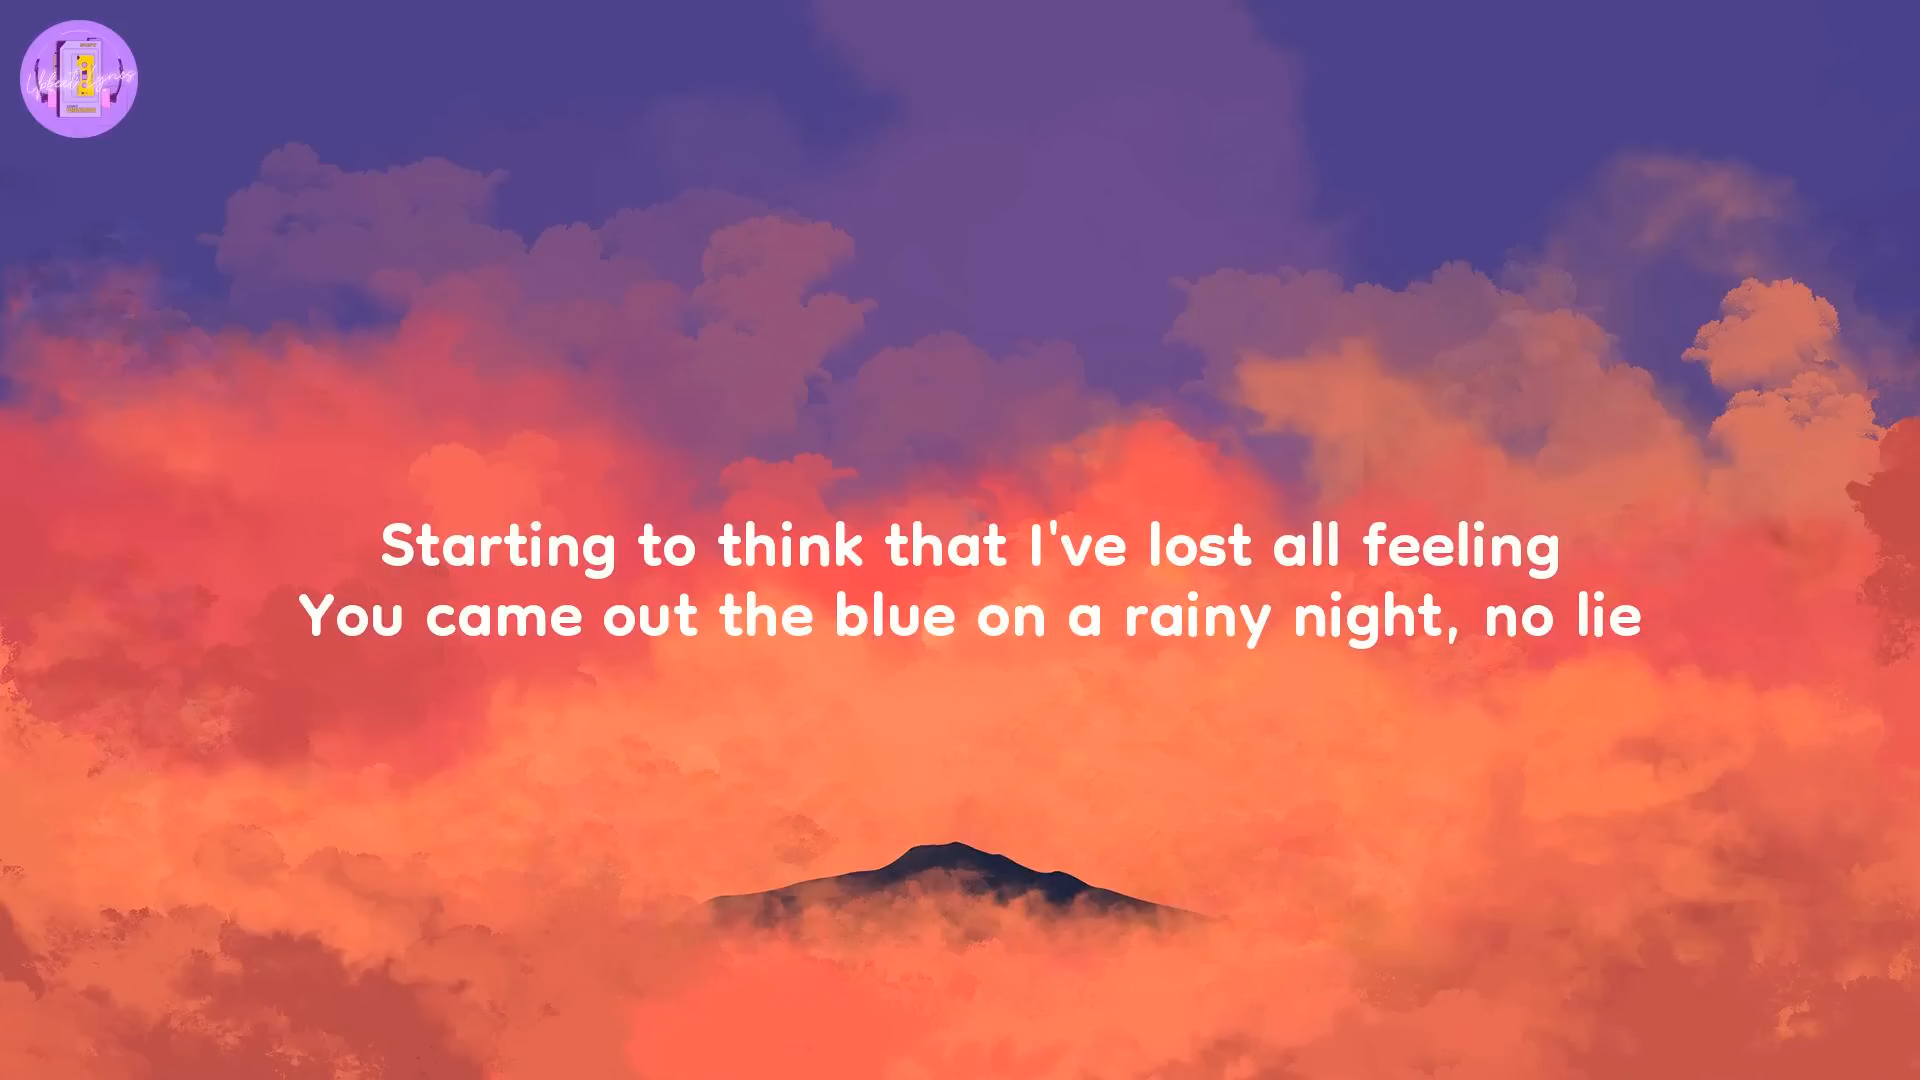 Starting to think that I've lost all feeling
You came out the blue on a rainy night, no lie